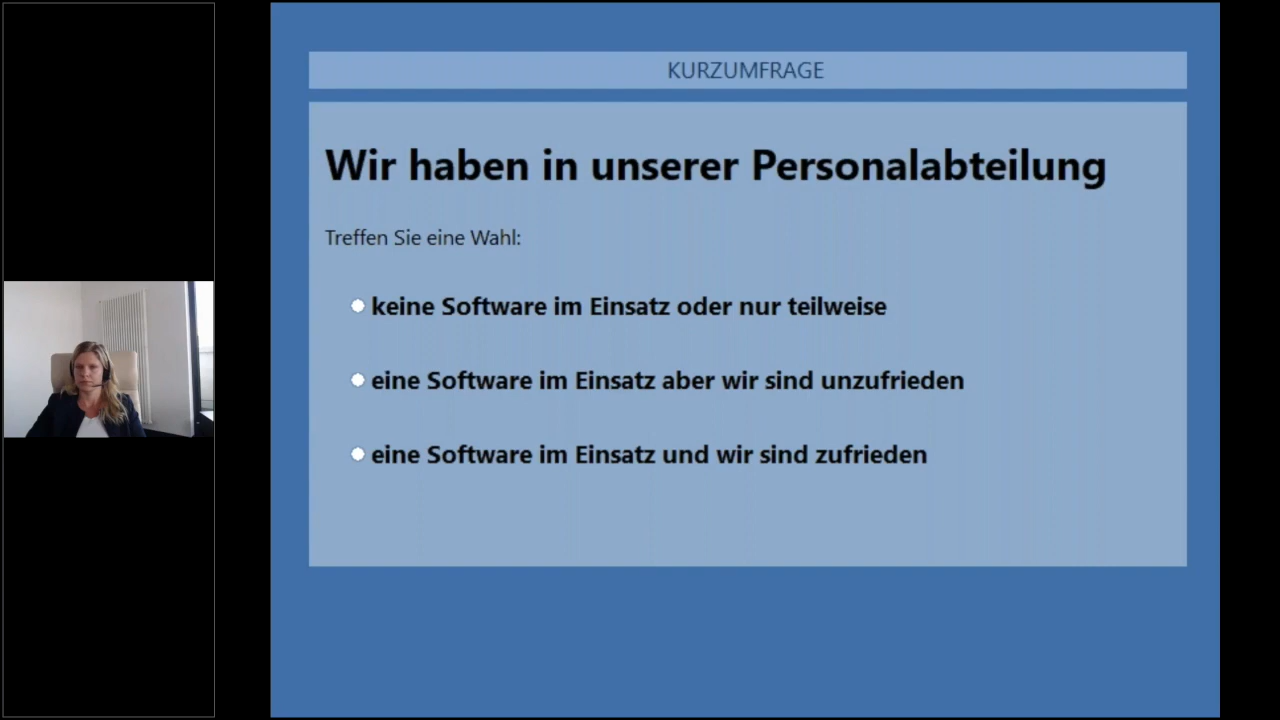 KURZUMFRAGE
Wir haben in unserer Personalabteilung
Treffen Sie eine Wahl:
keine Software im Einsatz oder nur teilweise
eine Software im Einsatz aber wir sind unzufrieden
eine Software im Einsatz und wir sind zufrieden